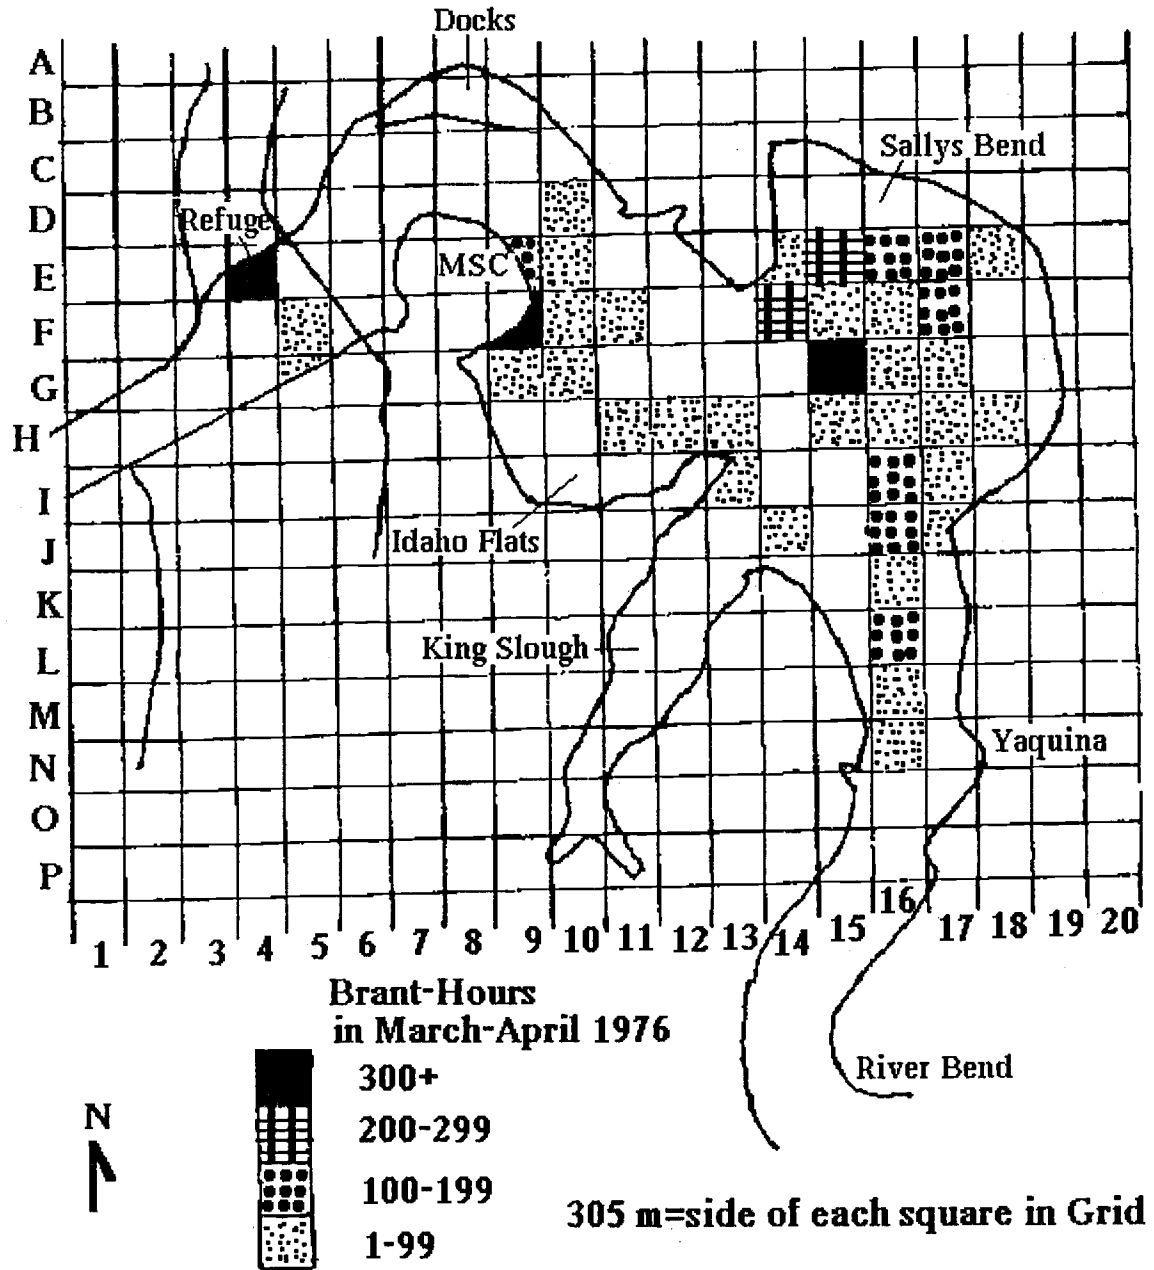 Docks
A
B
C
Sallys Bend
D
Refuge
E
MSC
F
G
H
I
Idaho Flats
J
K
King Slough
L
M
Yaquina
N
O
P
1 2 3 4 5 6 7 8 9 10 11 12 13 14 15 16 17 18 19 20
Brant-Hours
in March-April 1976
River Bend
300+
N
200-299
100-199
305 m=side of each square in Grid
1-99